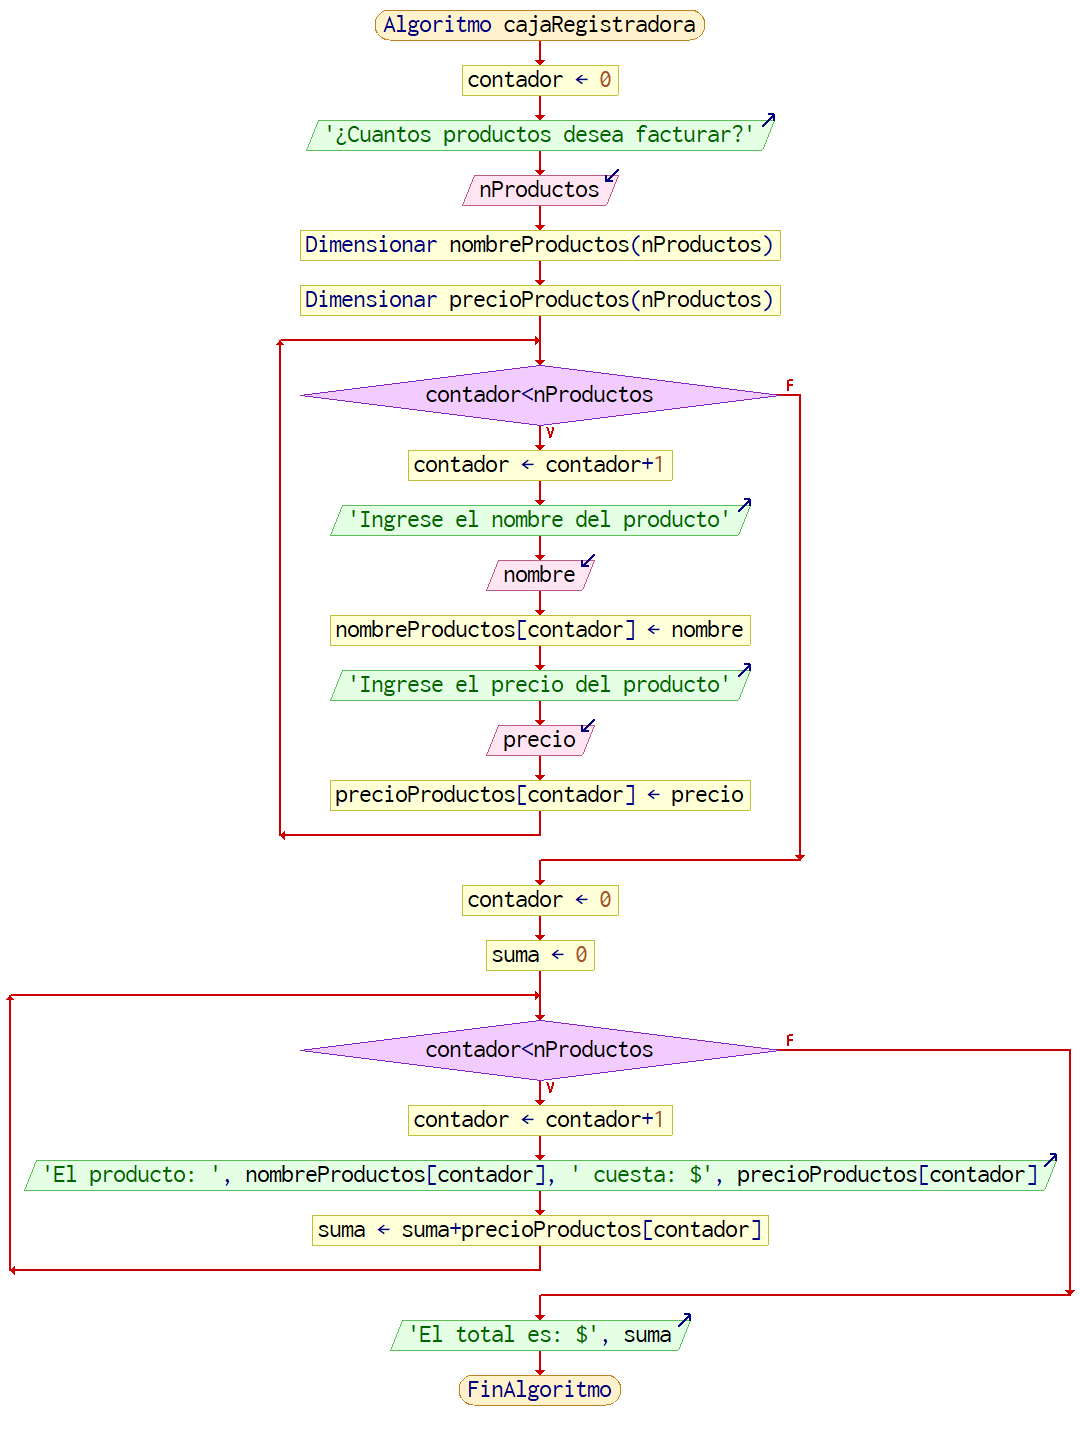 Algoritmo cajaRegistradora
contador ← 0
'¿Cuantos productos desea facturar?'
nProductos
Dimensionar nombreProductos(nProductos)
Dimensionar precioProductos(nProductos)
contador<nProductos
F
V
contador ← contador+1
'Ingrese el nombre del producto'
nombre
nombreProductos[contador] ← nombre
'Ingrese el precio del producto'
precio
precioProductos[contador] ← precio
contador ← 0
suma ← 0
contador<nProductos
F
V
contador ← contador+1
'El producto: ', nombreProductos[contador], ' cuesta: $', precioProductos[contador]
suma ← suma+precioProductos[contador]
'El total es: $', suma
FinAlgoritmo